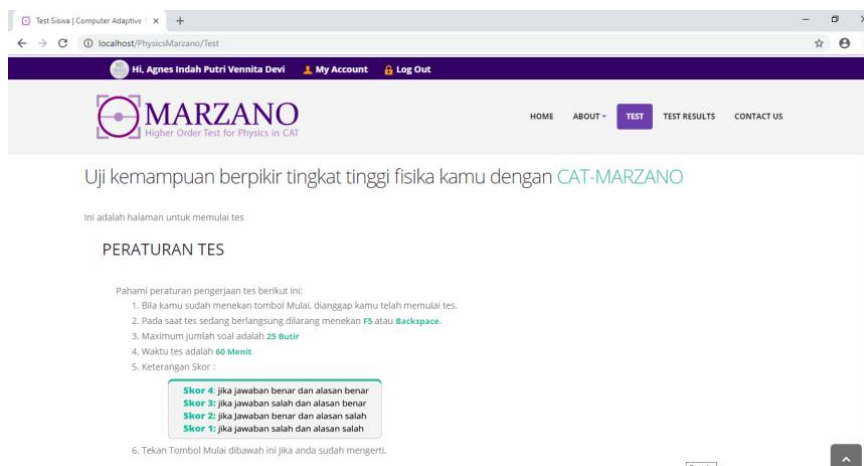 Test Siswa | Computer Adaptive
localhost/PhysicsMarzano/Test
Hi, Agnes Indah Putri Vennita Devi My Account Log Out
MARZANO
Higher Order Test for Physics in CAT
HOME ABOUT TEST TEST RESULTS CONTACT US
Uji kemampuan berpikir tingkat tinggi fisika kamu dengan CAT-MARZANO
Ini adalah halaman untuk memulai tes
PERATURAN TES
Pahami peraturan pengerjaan tes berikut ini:
1. Bila kamu sudah menekan tombol Mulai, dianggap kamu telah memulai tes.
2. Pada saat tes sedang berlangsung dilarang menekan F5 atau Backspace.
3. Maximum jumlah soal adalah 25 Butir
4. Waktu tes adalah 60 Menit
5. Keterangan Skor :
Skor 4: jika jawaban benar dan alasan benar
Skor 3: jika jawaban salah dan alasan benar
Skor 2: jika Jawaban benar dan alasan salah
Skor 1: jika jawaban salah dan alasan salah
6. Tekan Tombol Mulai dibawah ini Jika anda sudah mengerti.